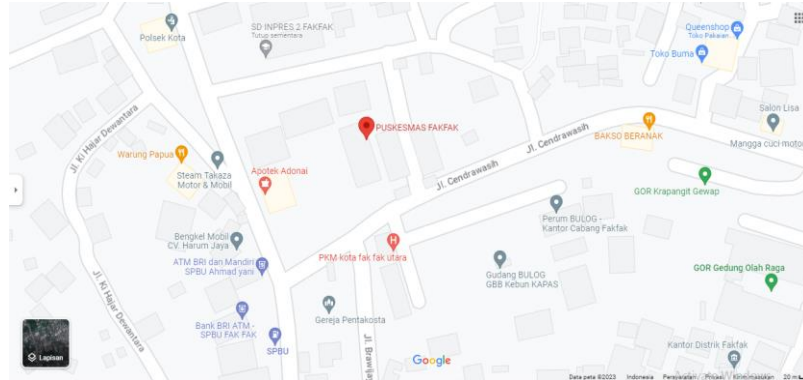 Polsek Kota
SD INPRES 2 FAKFAK
Tutup sementara
Queenshop
Toko Pakaian
Toko Buma
Salon Lisa
PUSKESMAS FAKFAK
BAKSO BERANAK
Jl. Cendrawasih
Mangga cuci motor
Jl. Ki Hajar Dewantara
Warung Papua
Steam Takaza
Motor & Mobil
Apotek Adonai
Jl. Cendrawasih
GOR Krapangit Gewap
Perum BULOG -
Kantor Cabang Fakfak
Bengkel Mobil
CV. Harum Jaya
PKM kota fak fak utara
ATM BRI dan Mandiri
SPBU Ahmad yani
Gudang BULOG
GBB Kebun KAPAS
GOR Gedung Olah Raga
Jl. Ki Hajar Dewantara
Bank BRI ATM -
SPBU FAK FAK
Gereja Pentakosta
SPBU
Kantor Distrik Fakfak
Lapisan
Google
Data peta ©2023
Indonesia
Persyaratan
Privasi
20 m